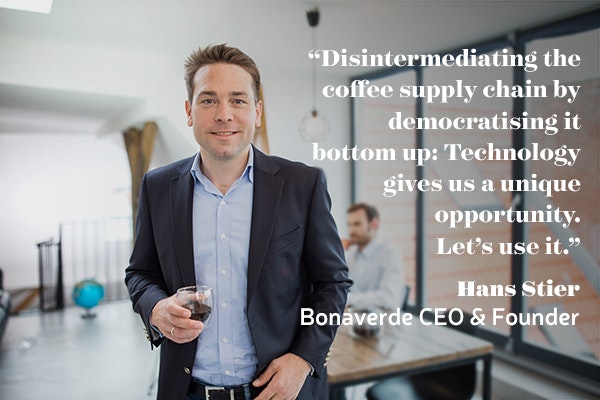 “Disintermediating the
coffee supply chain by
democratising it
bottom up: Technology
gives us a unique
opportunity.
Let’s use it.”
Hans Stier
Bonaverde CEO & Founder